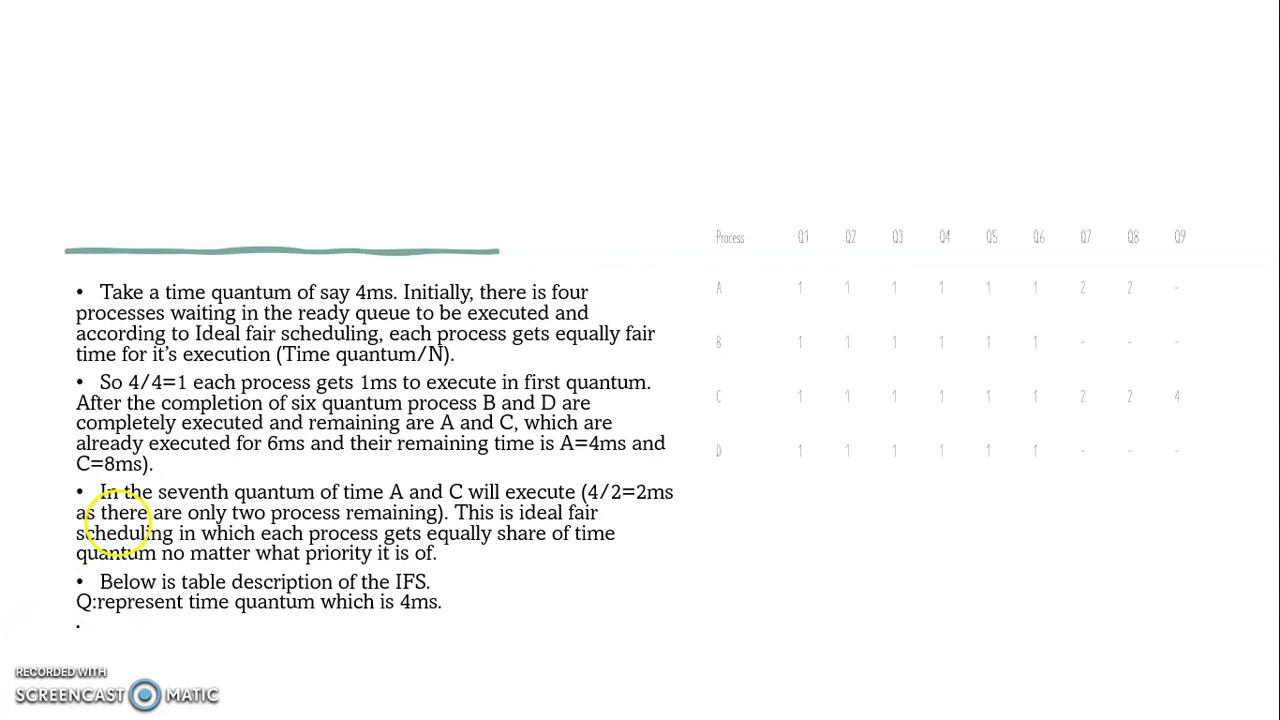 • Take a time quantum of say 4ms. Initially, there is four
processes waiting in the ready queue to be executed and
according to Ideal fair scheduling, each process gets equally fair
time for it's execution (Time quantum/N).
• So 4/4=1 each process gets 1ms to execute in first quantum.
After the completion of six quantum process B and D are
completely executed and remaining are A and C, which are
already executed for 6ms and their remaining time is A=4ms and
C=8ms).
• In the seventh quantum of time A and C will execute (4/2=2ms
as there are only two process remaining). This is ideal fair
scheduling in which each process gets equally share of time
quantum no matter what priority it is of.
• Below is table description of the IFS.
Q:represent time quantum which is 4ms.
•
Process Q1 Q2 Q3 Q4 Q5 Q6 Q7 Q8 Q9
A 1 1 1 1 1 1 2 2 -
B 1 1 1 1 1 1 - - -
C 1 1 1 1 1 1 2 2 4
D 1 1 1 1 1 1 - - -
RECORDED WITH
SCREENCAST MATIC